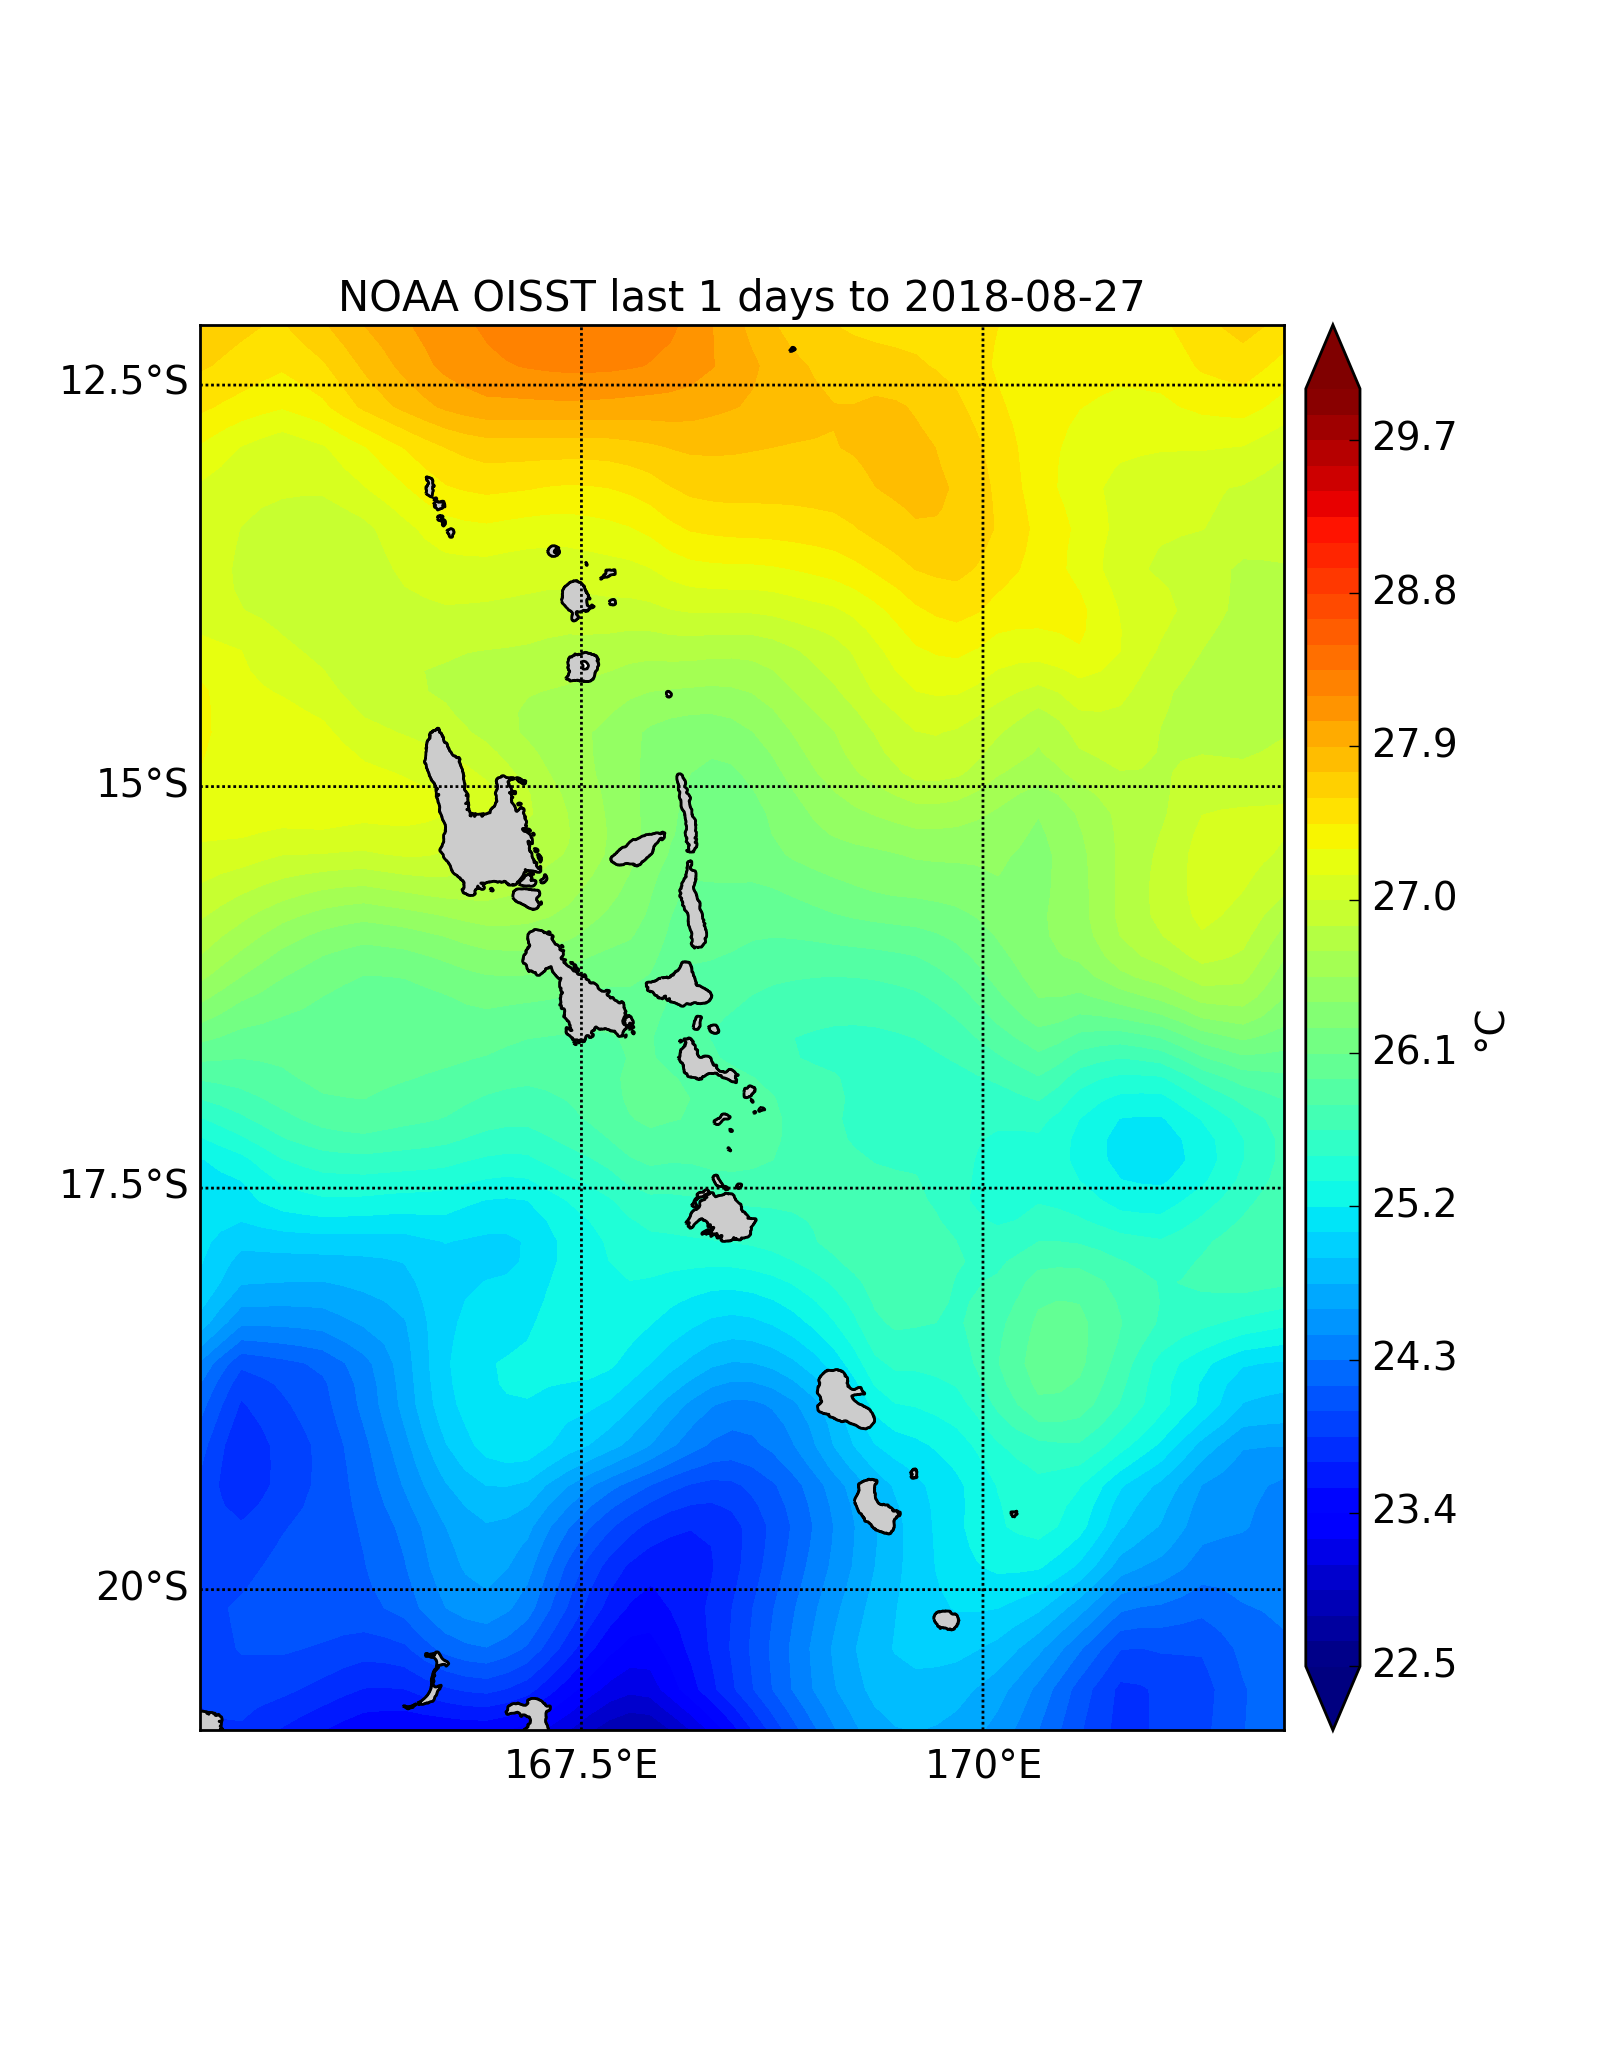 NOAA OISST last 1 days to 2018-08-27
12.5°S
15°S
17.5°S
20°S
167.5°E
170°E
29.7
28.8
27.9
27.0
26.1
25.2
24.3
23.4
22.5
°C